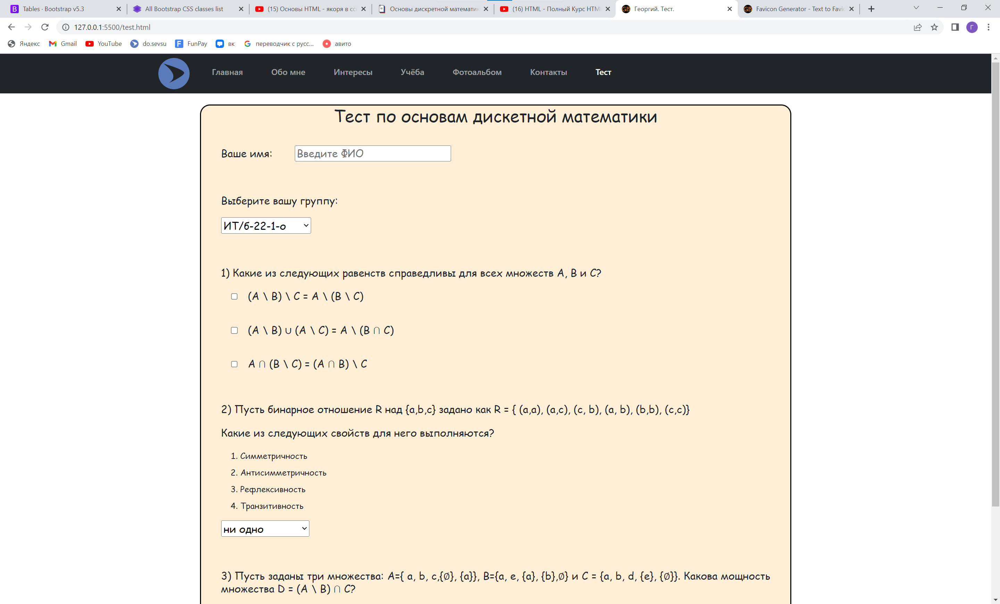 Tables · Bootstrap v5.3
All Bootstrap CSS classes list
(15) Основы HTML - якоря в сс
Основы дискретной математик
(16) HTML - Полный Курс HTM
Георгий. Тест.
Favicon Generator - Text to Favic
127.0.0.1:5500/test.html
Г
Яндекс Gmail YouTube do.sevsu FunPay вк переводчик с русс... авито
Главная Обо мне Интересы Учёба Фотоальбом Контакты Тест
Тест по основам дискетной математики
Ваше имя: Введите ФИО
Выберите вашу группу:
ИТ/б-22-1-о
1) Какие из следующих равенств справедливы для всех множеств A, B и C?
(A \ B) \ C = A \ (B \ C)
(A \ B) ∪ (A \ C) = A \ (B ∩ C)
A ∩ (B \ C) = (A ∩ B) \ C
2) Пусть бинарное отношение R над {a,b,c} задано как R = { (a,a), (a,c), (c, b), (a, b), (b,b), (c,c)}
Какие из следующих свойств для него выполняются?
1. Симметричность
2. Антисимметричность
3. Рефлексивность
4. Транзитивность
ни одно
3) Пусть заданы три множества: A={ a, b, c,{∅}, {a}}, B={a, e, {a}, {b},∅} и C = {a, b, d, {e}, {∅}}. Какова мощность
множества D = (A \ B) ∩ C?